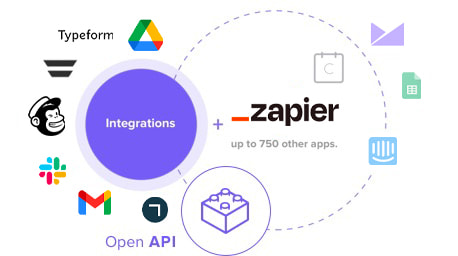 Typeform
Integrations
+
_zapier
up to 750 other apps.
C
Open API